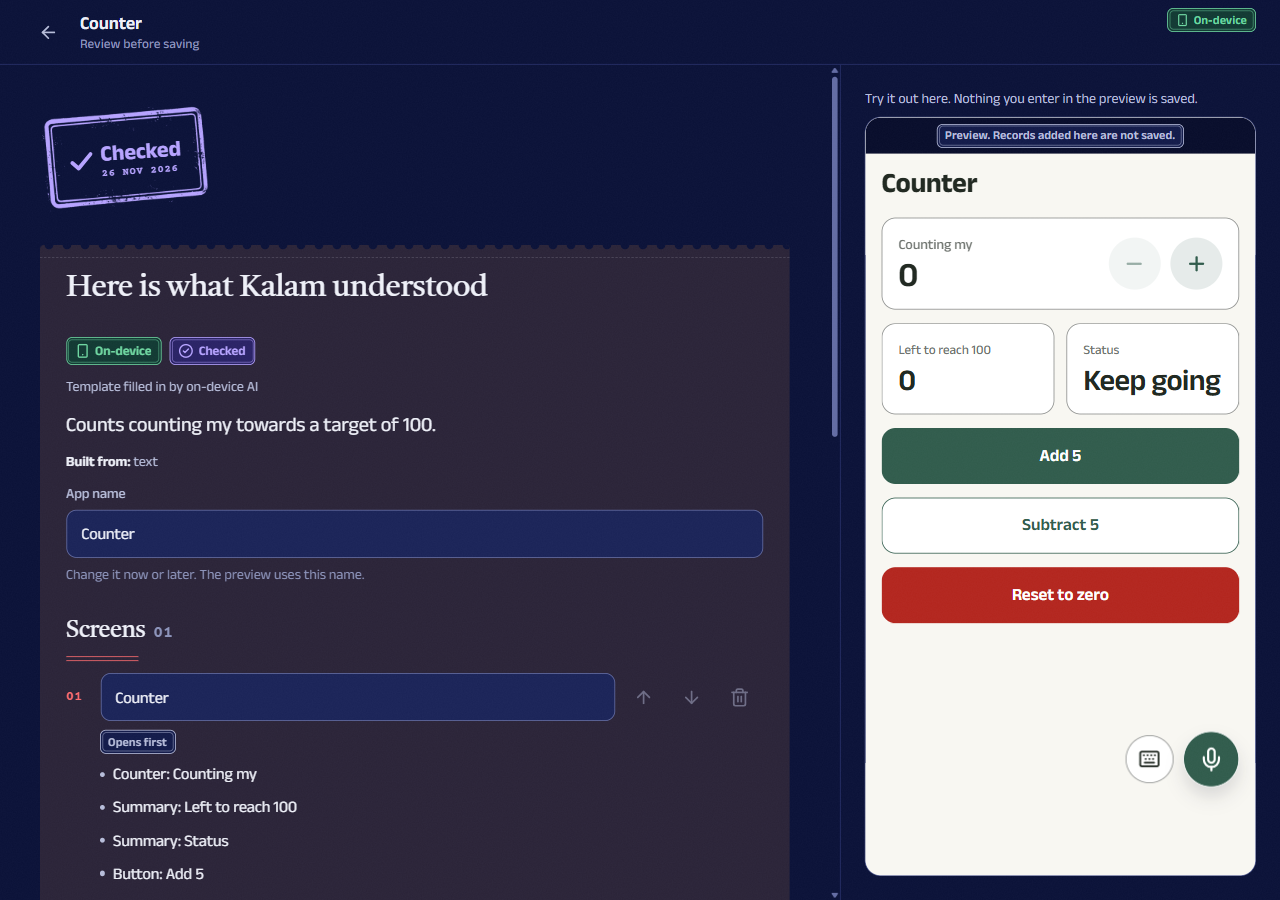 Counter
Review before saving
On-device
Checked
26 NOV 2026
Here is what Kalam understood
On-device
Checked
Template filled in by on-device AI
Counts counting my towards a target of 100.
Built from: text
App name
Counter
Change it now or later. The preview uses this name.
Screens 01
01
Counter
Opens first
• Counter: Counting my
• Summary: Left to reach 100
• Summary: Status
• Button: Add 5
Try it out here. Nothing you enter in the preview is saved.
Preview. Records added here are not saved.
Counter
Counting my
0
− +
Left to reach 100
0
Status
Keep going
Add 5
Subtract 5
Reset to zero